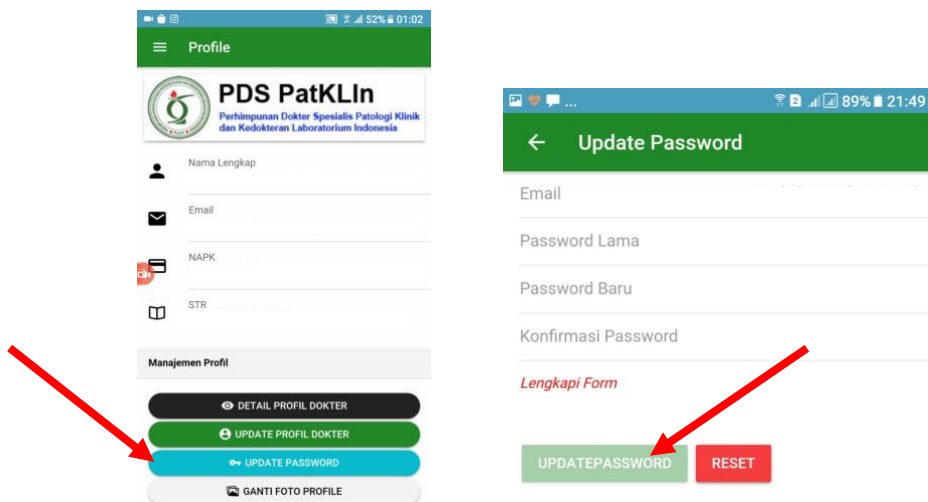 52% 01:02
Profile
PDS PatKLIn
Perhimpunan Dokter Spesialis Patologi Klinik
dan Kedokteran Laboratorium Indonesia
Nama Lengkap
Email
NAPK
STR
Manajemen Profil
DETAIL PROFIL DOKTER
UPDATE PROFIL DOKTER
UPDATE PASSWORD
GANTI FOTO PROFILE
... 2 89% 21:49
Update Password
Email
Password Lama
Password Baru
Konfirmasi Password
Lengkapi Form
UPDATEPASSWORD RESET